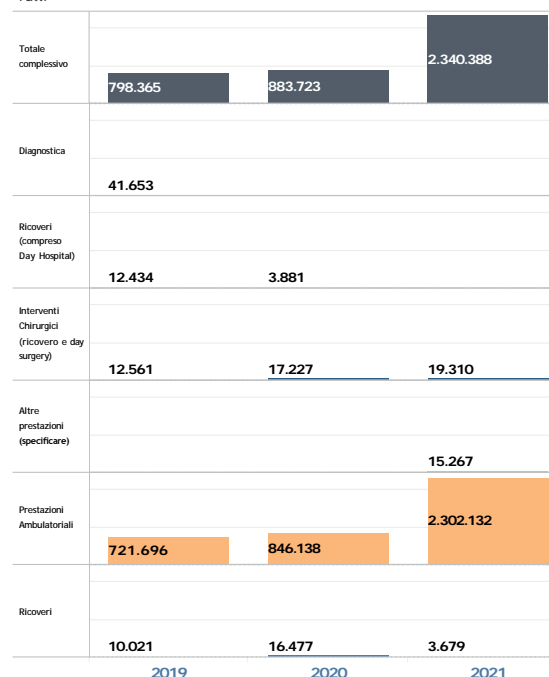 Totale
complessivo
798.365
883.723
2.340.388
Diagnostica
41.653
Ricoveri
(compreso
Day Hospital)
12.434
3.881
Interventi
Chirurgici
(ricovero e day
surgery)
12.561
17.227
19.310
Altre
prestazioni
(specificare)
15.267
Prestazioni
Ambulatoriali
721.696
846.138
2.302.132
Ricoveri
10.021
16.477
3.679
2019
2020
2021